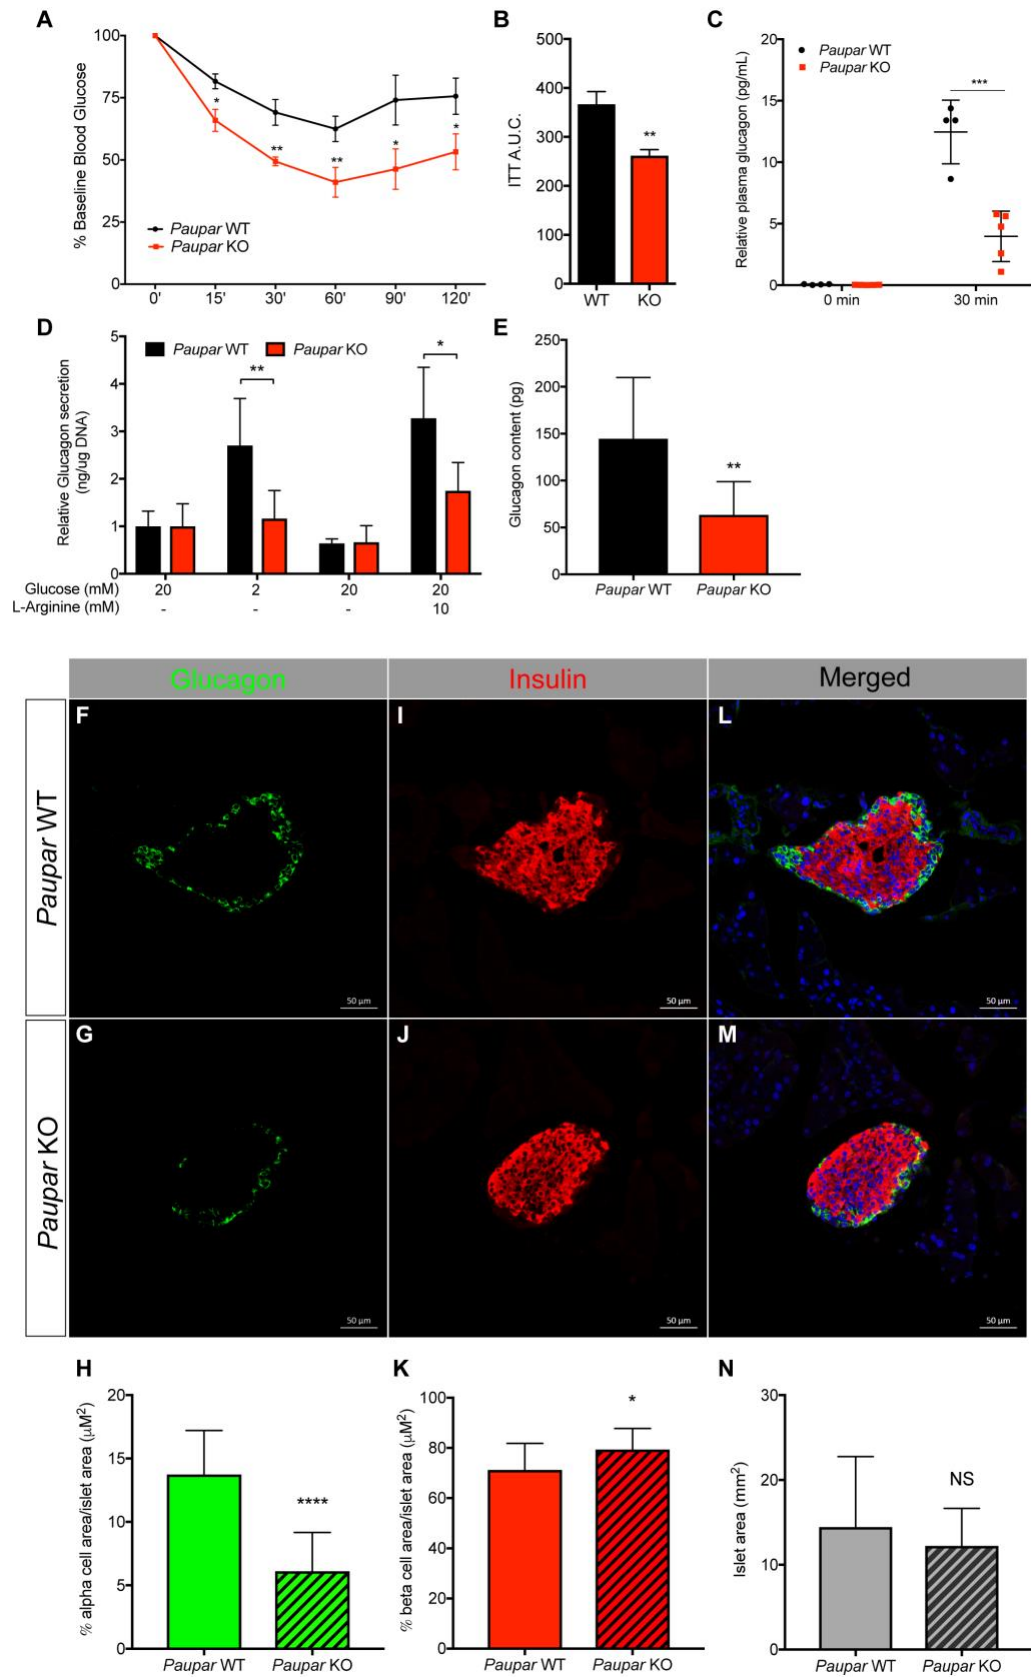 A
% Baseline Blood Glucose
100
75
50
25
0
*
**
**
*
*
Paupar WT
Paupar KO
0' 15' 30' 60' 90' 120'
B
ITT A.U.C.
500
400
300
200
100
0
**
WT KO
C
Relative plasma glucagon (pg/mL)
20
15
10
5
0
Paupar WT
Paupar KO
***
0 min 30 min
D
Relative Glucagon secretion
(ng/ug DNA)
5
4
3
2
1
0
Paupar WT Paupar KO
**
*
Glucose (mM) 20 2 20 20
L-Arginine (mM) - - - 10
E
Glucagon content (pg)
250
200
150
100
50
0
**
Paupar WT Paupar KO
Glucagon Insulin Merged
Paupar WT
F I L
50 µm 50 µm 50 µm
Paupar KO
G J M
50 µm 50 µm 50 µm
H
% alpha cell area/islet area (µM²)
20
15
10
5
0
****
Paupar WT Paupar KO
K
% beta cell area/islet area (µM²)
100
80
60
40
20
0
*
Paupar WT Paupar KO
N
Islet area (mm²)
30
20
10
0
NS
Paupar WT Paupar KO